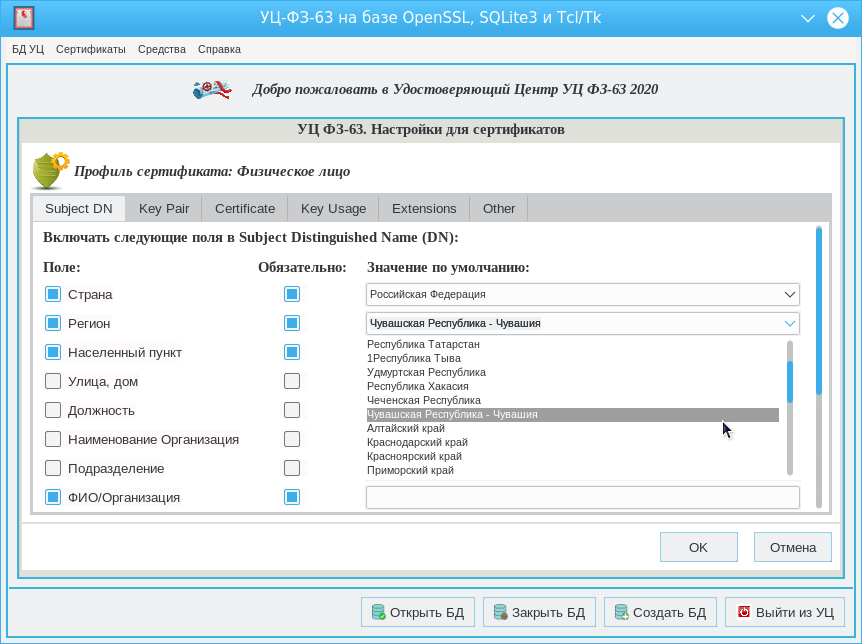 УЦ-ФЗ-63 на базе OpenSSL, SQLite3 и Tcl/Tk
БД УЦ Сертификаты Средства Справка
Добро пожаловать в Удостоверяющий Центр УЦ ФЗ-63 2020
УЦ ФЗ-63. Настройки для сертификатов
Профиль сертификата: Физическое лицо
Subject DN Key Pair Certificate Key Usage Extensions Other
Включать следующие поля в Subject Distinguished Name (DN):
Поле: Обязательно: Значение по умолчанию:
Страна Российская Федерация
Регион Чувашская Республика - Чувашия
Республика Татарстан
Населенный пункт
1Республика Тыва
Удмуртская Республика
Улица, дом
Республика Хакасия
Чеченская Республика
Должность
Чувашская Республика - Чувашия
Алтайский край
Наименование Организация
Краснодарский край
Красноярский край
Подразделение
Приморский край
ФИО/Организация
OK Отмена
Открыть БД Закрыть БД Создать БД Выйти из УЦ